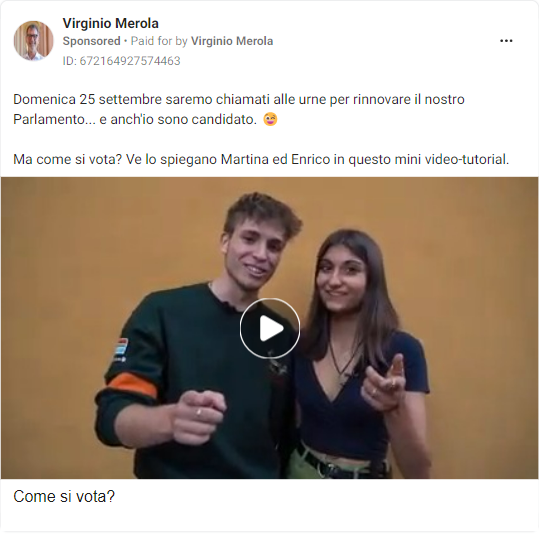 Virginio Merola
Sponsored • Paid for by Virginio Merola
ID: 672164927574463
Domenica 25 settembre saremo chiamati alle urne per rinnovare il nostro
Parlamento... e anch'io sono candidato. 😉
Ma come si vota? Ve lo spiegano Martina ed Enrico in questo mini video-tutorial.
Come si vota?